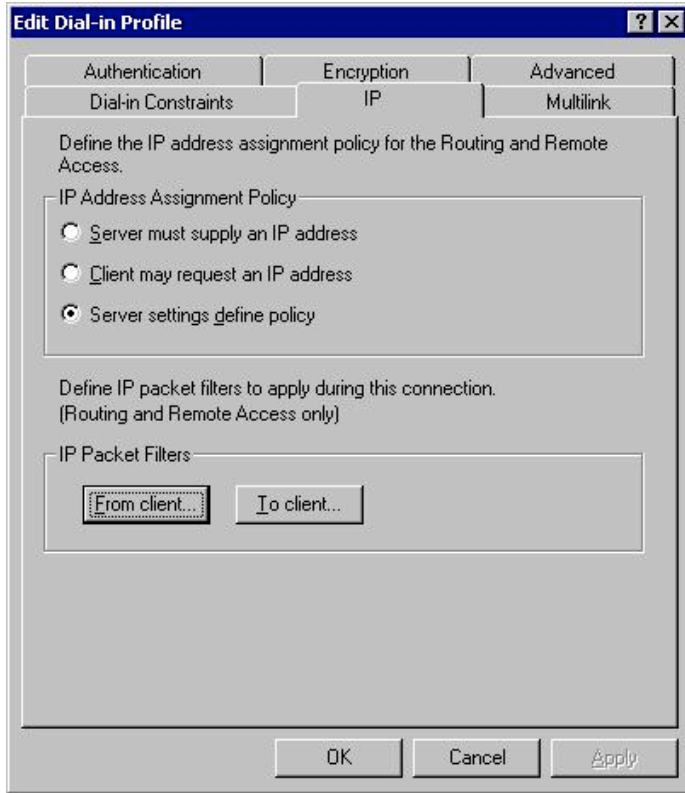 Edit Dial-in Profile
Authentication Encryption Advanced
Dial-in Constraints IP Multilink
Define the IP address assignment policy for the Routing and Remote
Access.
IP Address Assignment Policy
Server must supply an IP address
Client may request an IP address
Server settings define policy
Define IP packet filters to apply during this connection.
(Routing and Remote Access only)
IP Packet Filters
From client... To client...
OK Cancel Apply